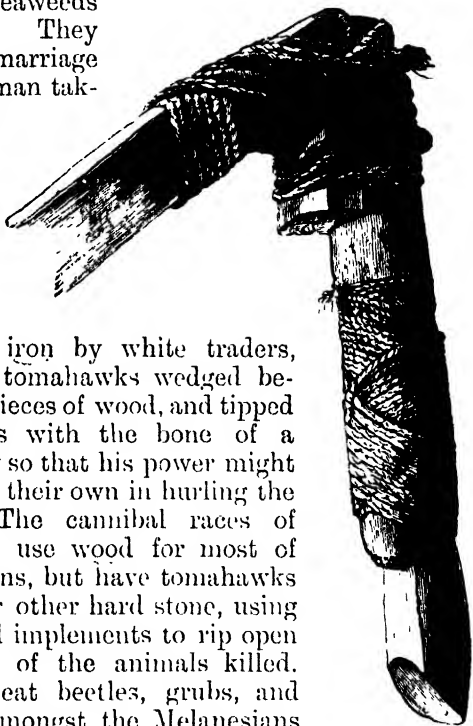 seaweeds
They
marriage
man tak-
iron by white traders,
tomahawks wedged be-
ieces of wood, and tipped
s with the bone of a
so that his power might
their own in hurling the
The cannibal races of
use wood for most of
ns, but have tomahawks
r other hard stone, using
l implements to rip open
of the animals killed.
eat beetles, grubs, and
mongst the Melanesians